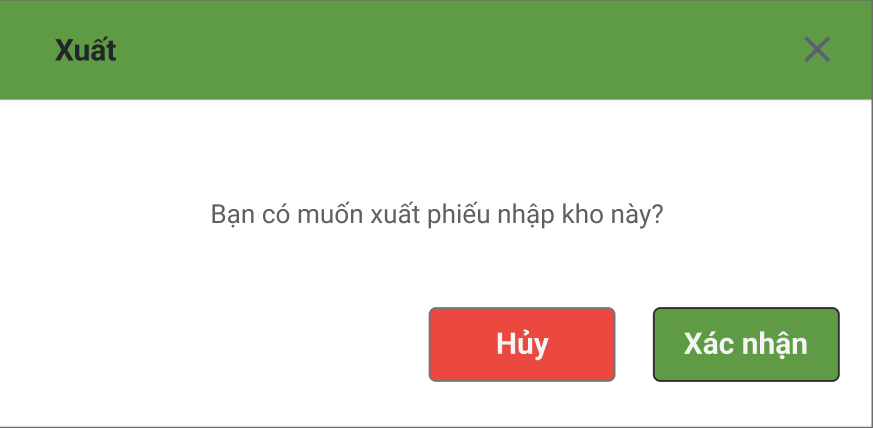 Xuất
Bạn có muốn xuất phiếu nhập kho này?
Hủy
Xác nhận